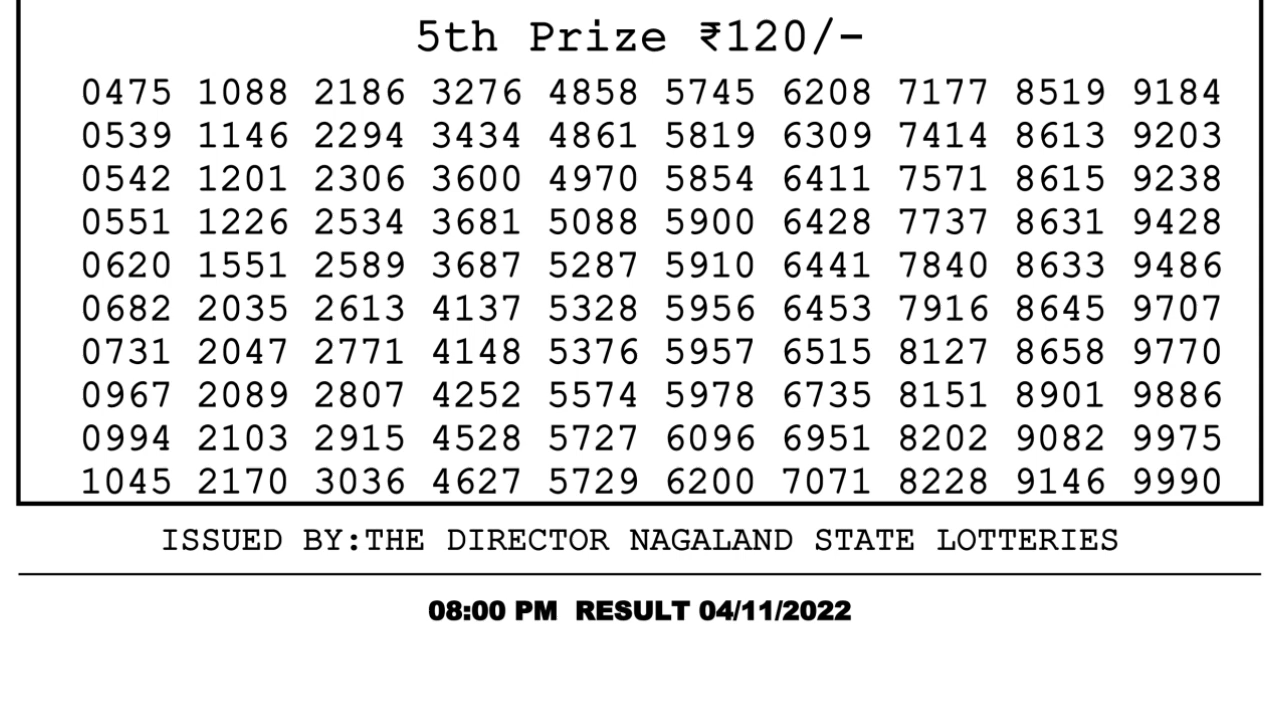 5th Prize ₹120/-
0475 1088 2186 3276 4858 5745 6208 7177 8519 9184
0539 1146 2294 3434 4861 5819 6309 7414 8613 9203
0542 1201 2306 3600 4970 5854 6411 7571 8615 9238
0551 1226 2534 3681 5088 5900 6428 7737 8631 9428
0620 1551 2589 3687 5287 5910 6441 7840 8633 9486
0682 2035 2613 4137 5328 5956 6453 7916 8645 9707
0731 2047 2771 4148 5376 5957 6515 8127 8658 9770
0967 2089 2807 4252 5574 5978 6735 8151 8901 9886
0994 2103 2915 4528 5727 6096 6951 8202 9082 9975
1045 2170 3036 4627 5729 6200 7071 8228 9146 9990
ISSUED BY:THE DIRECTOR NAGALAND STATE LOTTERIES
08:00 PM RESULT 04/11/2022